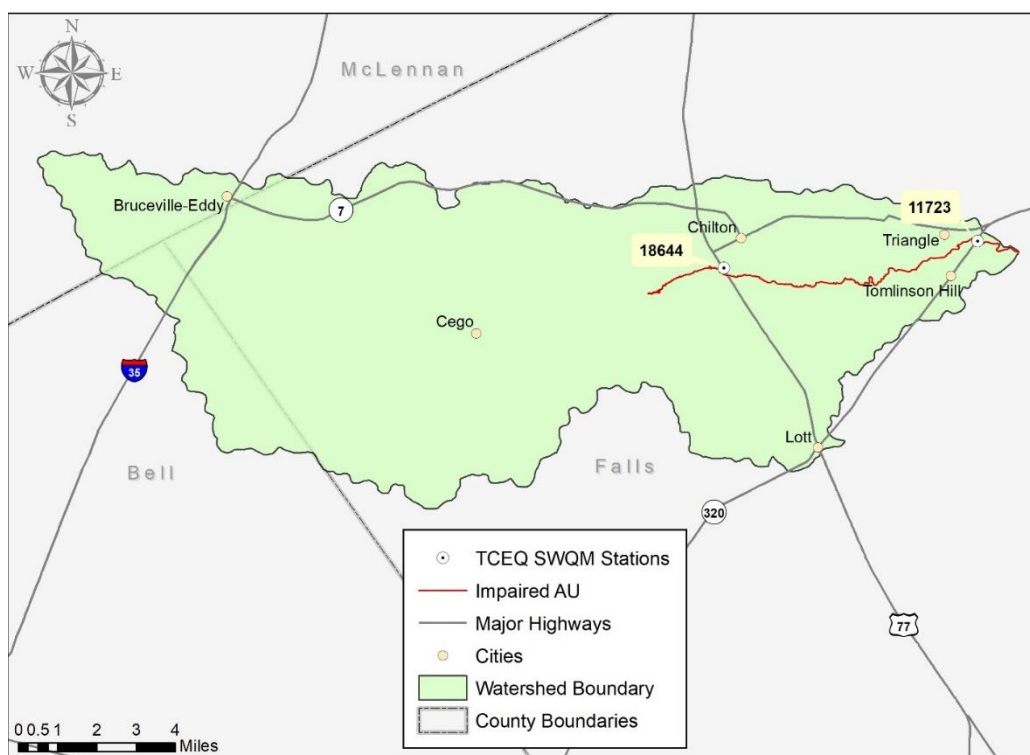 N
W E
S
McLennan
Bruceville-Eddy
7
11723
Chilton
Triangle
18644
Tomlinson Hill
Cego
35
Lott
Bell
Falls
320
77
TCEQ SWQM Stations
Impaired AU
Major Highways
Cities
Watershed Boundary
County Boundaries
0 0.5 1 2 3 4
Miles